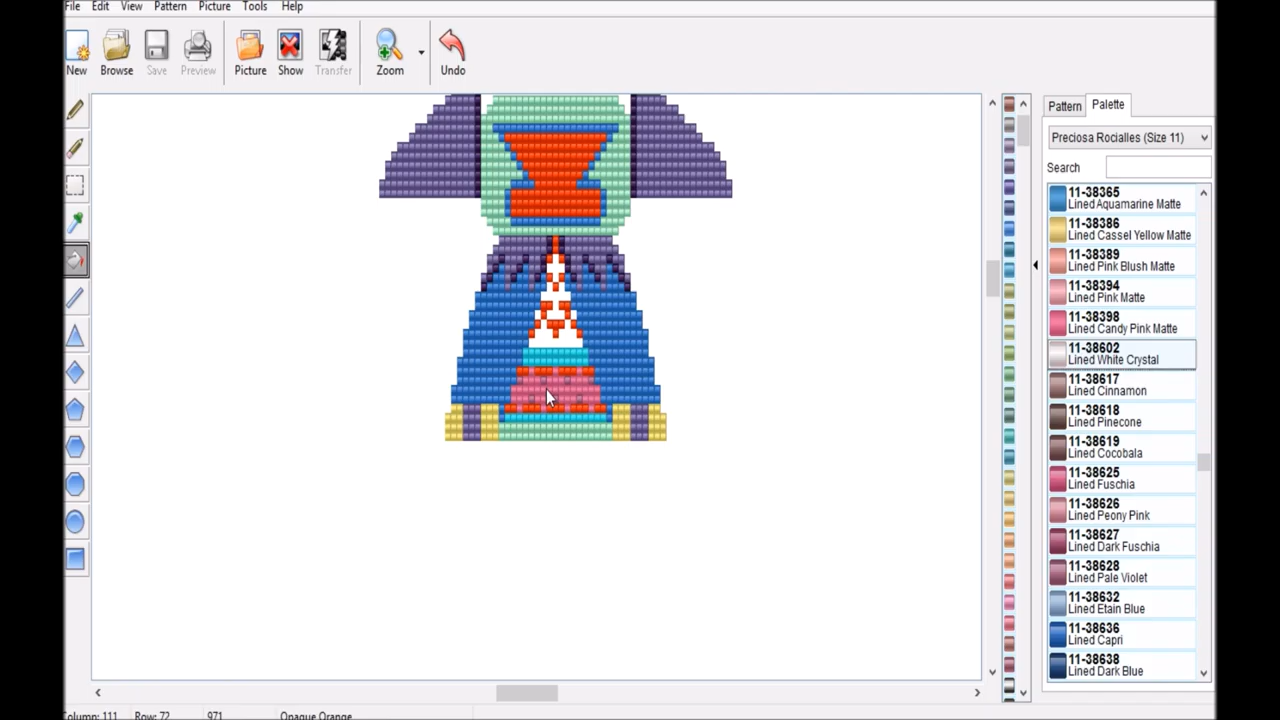 File Edit View Pattern Picture Tools Help
New Browse Save Preview Picture Show Transfer Zoom Undo
Pattern Palette
Preciosa Rocialles (Size 11)
Search
11-38365
Lined Aquamarine Matte
11-38386
Lined Cassel Yellow Matte
11-38389
Lined Pink Blush Matte
11-38394
Lined Pink Matte
11-38398
Lined Candy Pink Matte
11-38602
Lined White Crystal
11-38617
Lined Cinnamon
11-38618
Lined Pinecone
11-38619
Lined Cocobala
11-38625
Lined Fuschia
11-38626
Lined Peony Pink
11-38627
Lined Dark Fuschia
11-38628
Lined Pale Violet
11-38632
Lined Etain Blue
11-38636
Lined Capri
11-38638
Lined Dark Blue
Column: 111 Row: 72 971 Opaque Orange